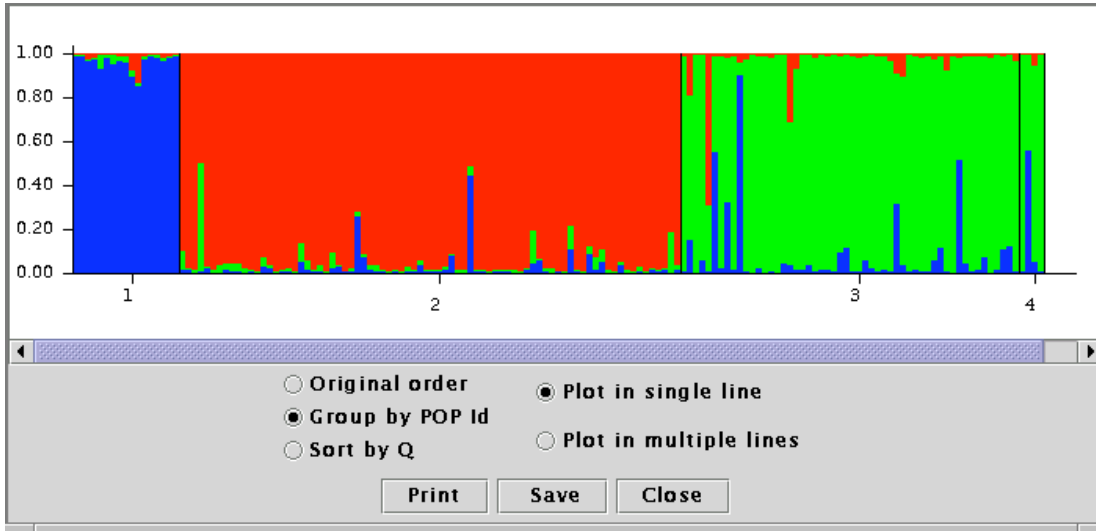 1.00
0.80
0.60
0.40
0.20
0.00
1 2 3 4
Original order
Group by POP Id
Sort by Q
Plot in single line
Plot in multiple lines
Print Save Close